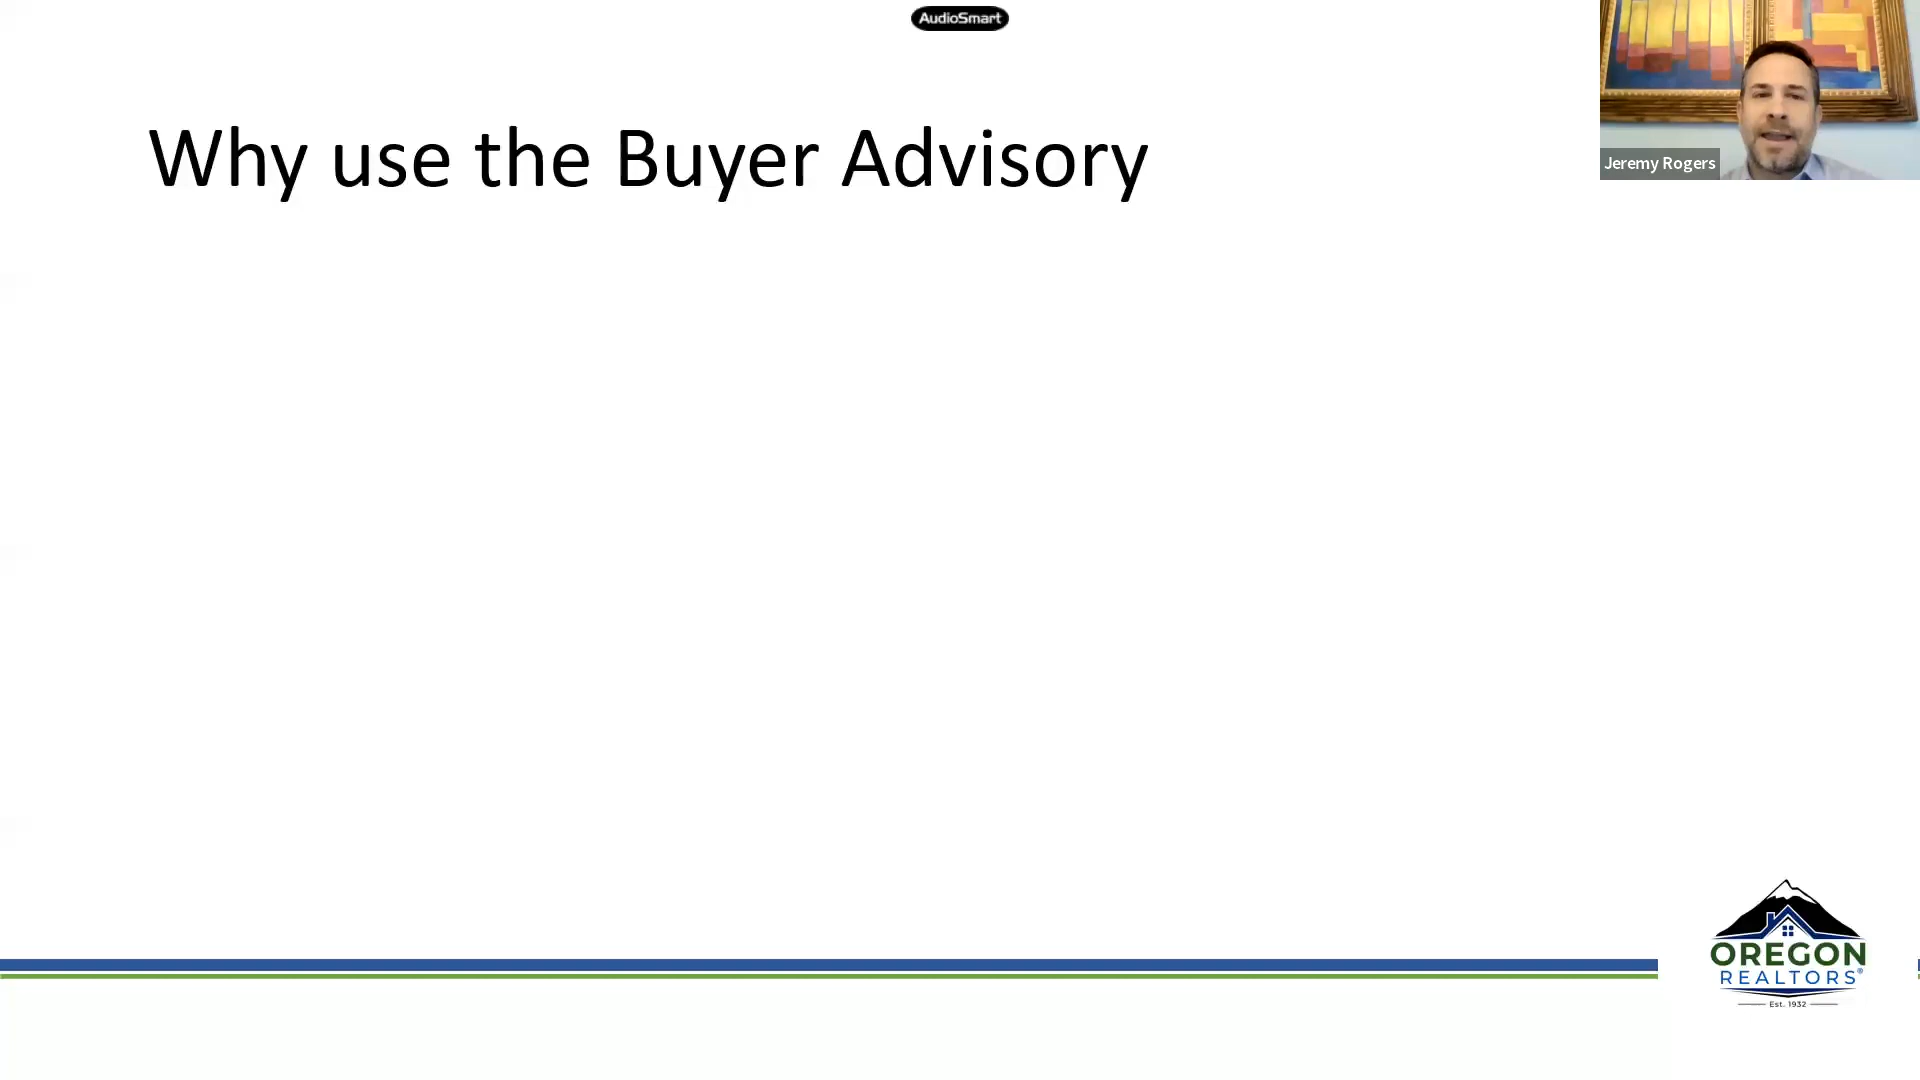 AudioSmart
Why use the Buyer Advisory
Jeremy Rogers
OREGON
REALTORS®
Est. 1932